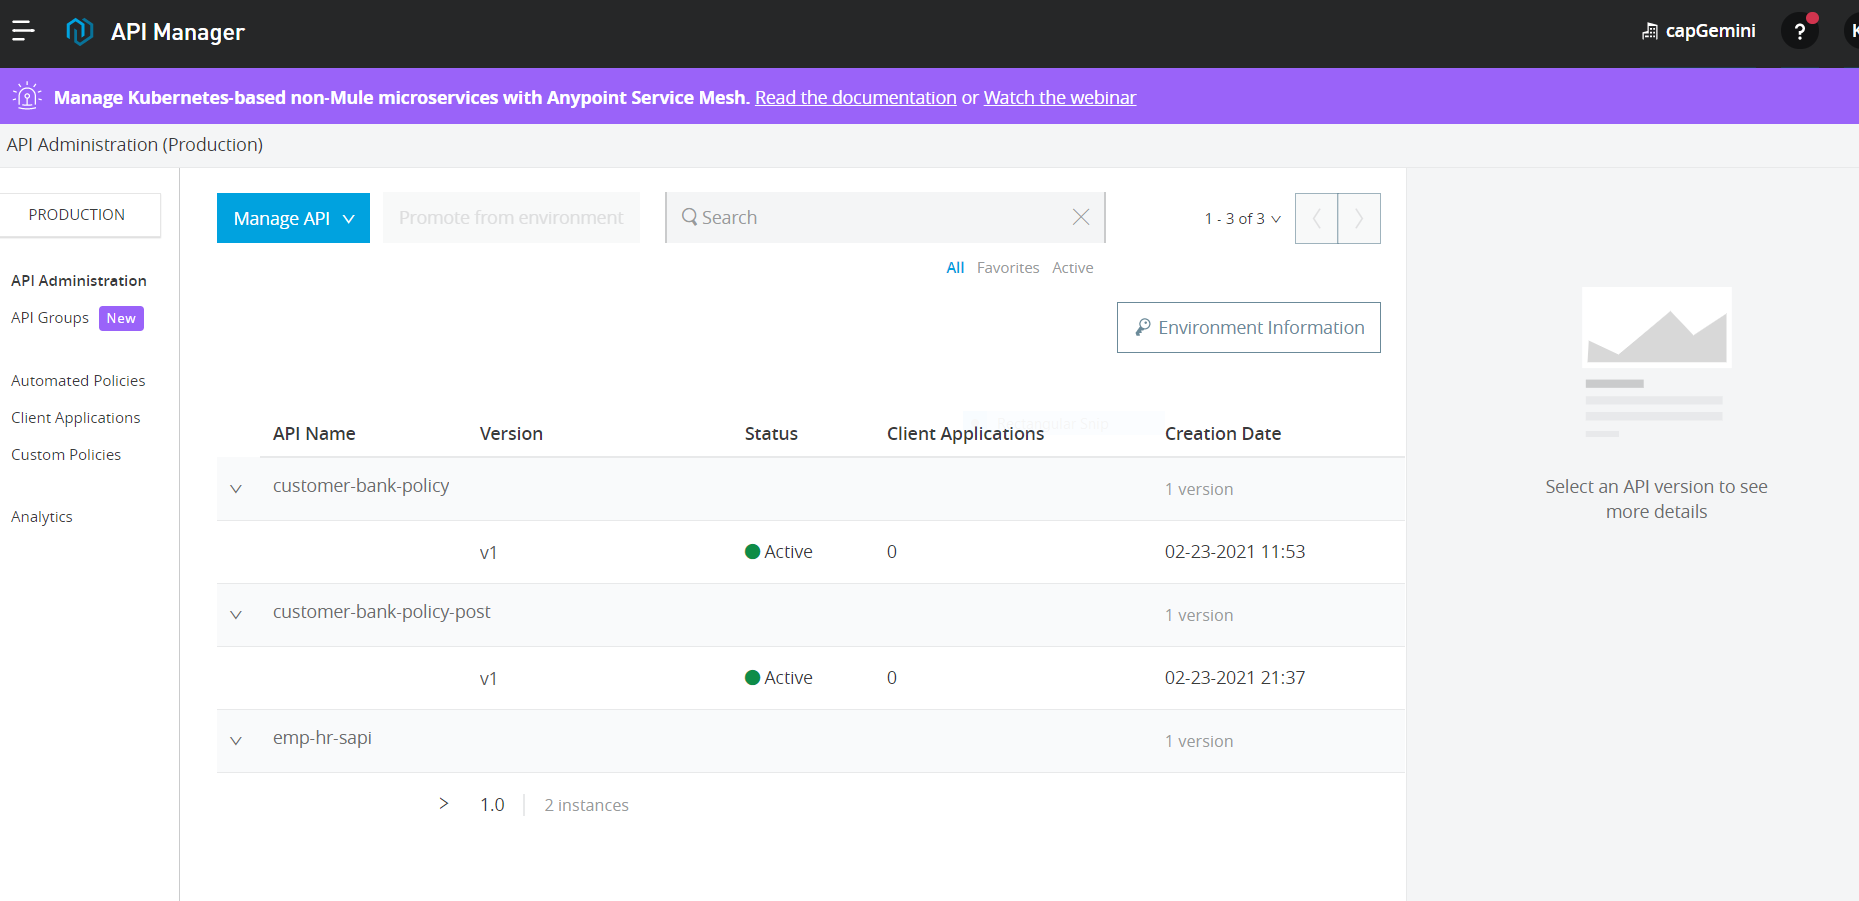 API Manager
capGemini
?
Manage Kubernetes-based non-Mule microservices with Anypoint Service Mesh. Read the documentation or Watch the webinar
API Administration (Production)
PRODUCTION
API Administration
API Groups New
Automated Policies
Client Applications
Custom Policies
Analytics
Manage API
Promote from environment
Search
1 - 3 of 3
All Favorites Active
Environment Information
Rectangular Snip
API Name Version Status Client Applications Creation Date
customer-bank-policy 1 version
v1 Active 0 02-23-2021 11:53
customer-bank-policy-post 1 version
v1 Active 0 02-23-2021 21:37
emp-hr-sapi 1 version
1.0 2 instances
Select an API version to see
more details